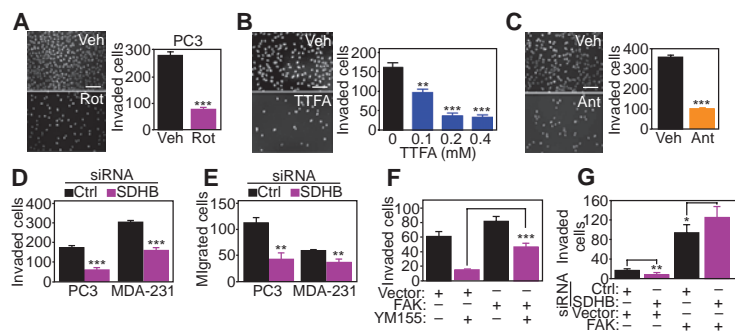 A
Veh
Rot
PC3
Invaded cells
300
200
100
0
***
Veh Rot
B
Veh
TTFA
Invaded cells
200
150
100
50
0
**
***
***
0 0.1 0.2 0.4
TTFA (mM)
C
Veh
Ant
Invaded cells
400
300
200
100
0
***
Veh Ant
D
siRNA
Ctrl SDHB
Invaded cells
400
300
200
100
0
***
***
PC3 MDA-231
E
siRNA
Ctrl SDHB
MIgrated cells
150
100
50
0
**
**
PC3 MDA-231
F
Invaded cells
100
80
60
40
20
0
***
Vector: + + – –
FAK: – – + +
YM155: – + – +
G
Invaded
cells
160
120
80
40
0
**
*
siRNA
Ctrl: + – + –
SDHB: – + – +
Vector: + + – –
FAK: – – + +